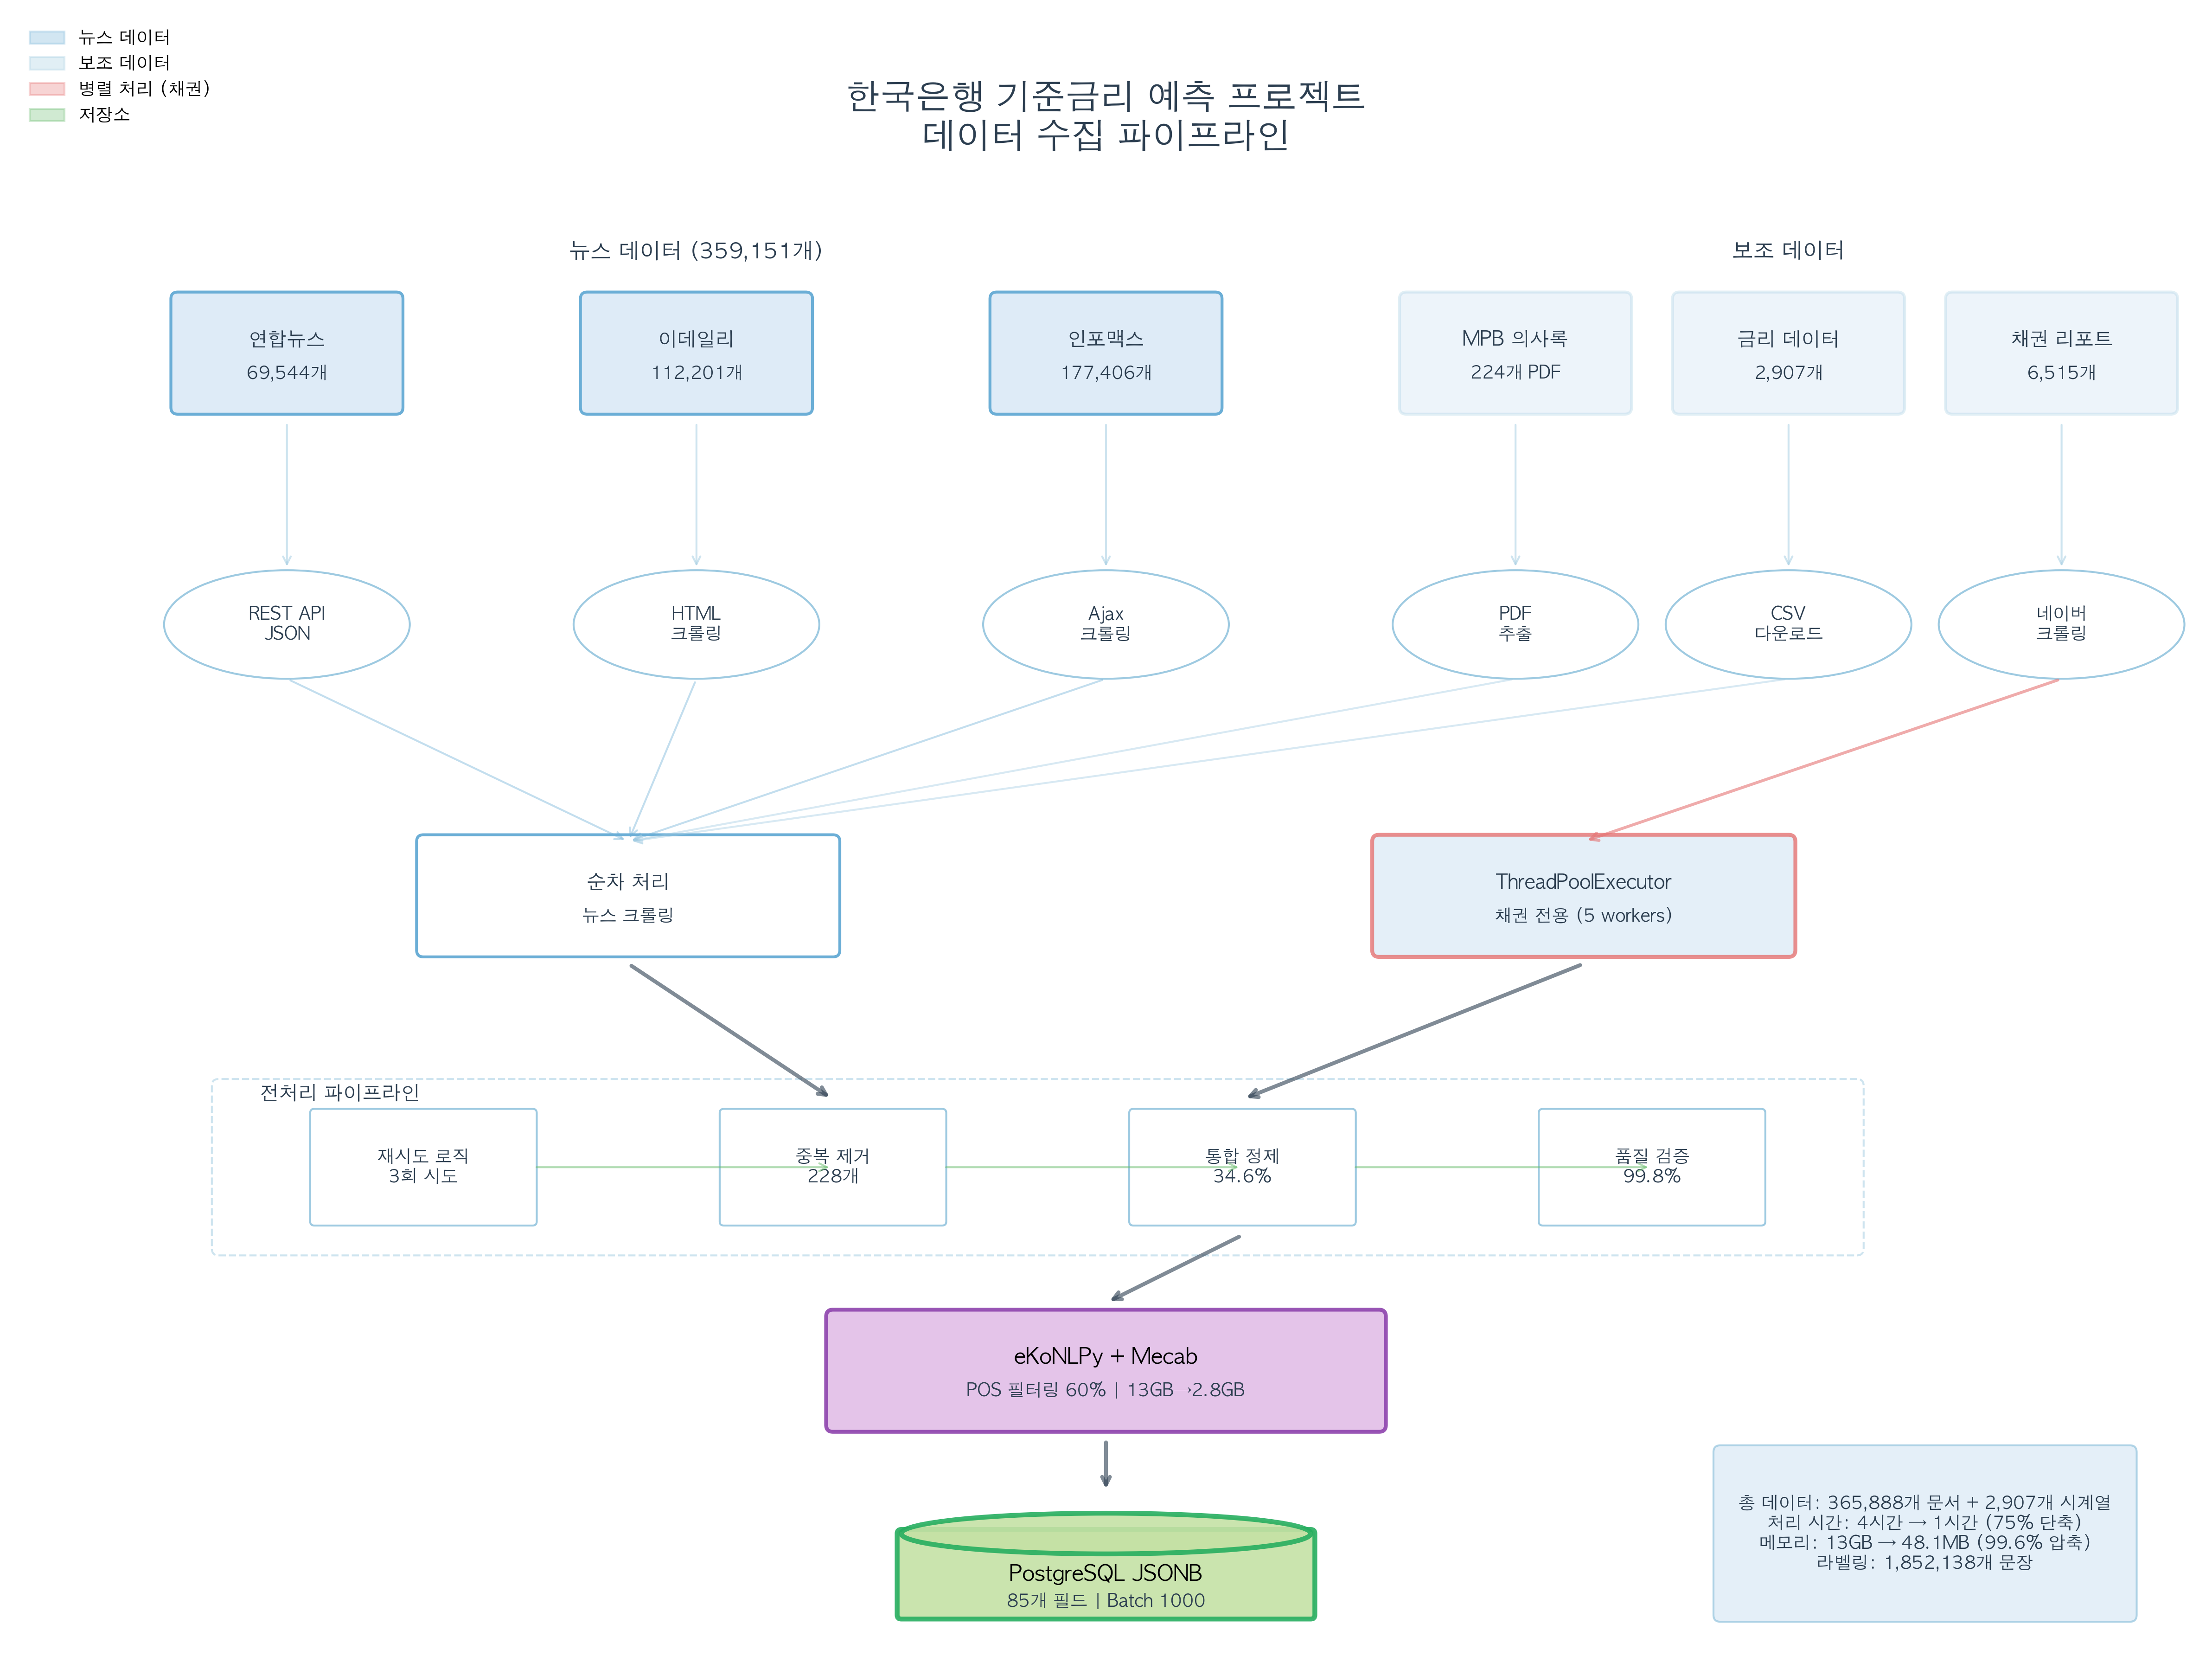 뉴스 데이터
보조 데이터
병렬 처리 (채권)
저장소
한국은행 기준금리 예측 프로젝트
데이터 수집 파이프라인
뉴스 데이터 (359,151개)
보조 데이터
연합뉴스
69,544개
이데일리
112,201개
인포맥스
177,406개
MPB 의사록
224개 PDF
금리 데이터
2,907개
채권 리포트
6,515개
REST API
JSON
HTML
크롤링
Ajax
크롤링
PDF
추출
CSV
다운로드
네이버
크롤링
순차 처리
뉴스 크롤링
ThreadPoolExecutor
채권 전용 (5 workers)
전처리 파이프라인
재시도 로직
3회 시도
중복 제거
228개
통합 정제
34.6%
품질 검증
99.8%
eKoNLPy + Mecab
POS 필터링 60% | 13GB→2.8GB
PostgreSQL JSONB
85개 필드 | Batch 1000
총 데이터: 365,888개 문서 + 2,907개 시계열
처리 시간: 4시간 → 1시간 (75% 단축)
메모리: 13GB → 48.1MB (99.6% 압축)
라벨링: 1,852,138개 문장